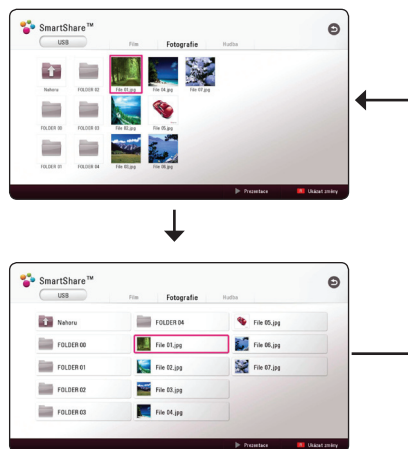 SmartShare™
USB
Film Fotografie Hudba
Nahoru FOLDER 02 File 01.jpg File 04.jpg File 07.jpg
FOLDER 00 FOLDER 03 File 02.jpg File 05.jpg
FOLDER 01 FOLDER 04 File 03.jpg File 06.jpg
Prezentace Ukázat změny
SmartShare™
USB
Film Fotografie Hudba
Nahoru FOLDER 04 File 05.jpg
FOLDER 00 File 01.jpg File 06.jpg
FOLDER 01 File 02.jpg File 07.jpg
FOLDER 02 File 03.jpg
FOLDER 03 File 04.jpg
Prezentace Ukázat změny